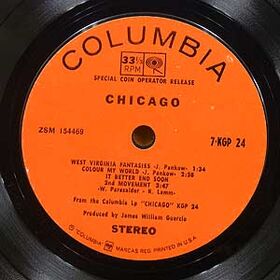 COLUMBIA
33⅓
RPM
SPECIAL COIN OPERATOR RELEASE
CHICAGO
ZSM 154469
7-KGP 24
WEST VIRGINIA FANTASIES -J. Pankow- 1:34
COLOUR MY WORLD -J. Pankow- 2:58
IT BETTER END SOON
2nd MOVEMENT 3:47
-W. Parazaider - R. Lamm-
From the Columbia Lp "CHICAGO" KGP 24
Produced by James William Guercio
STEREO
"COLUMBIA"
MARCAS REG. PRINTED IN U.S.A.